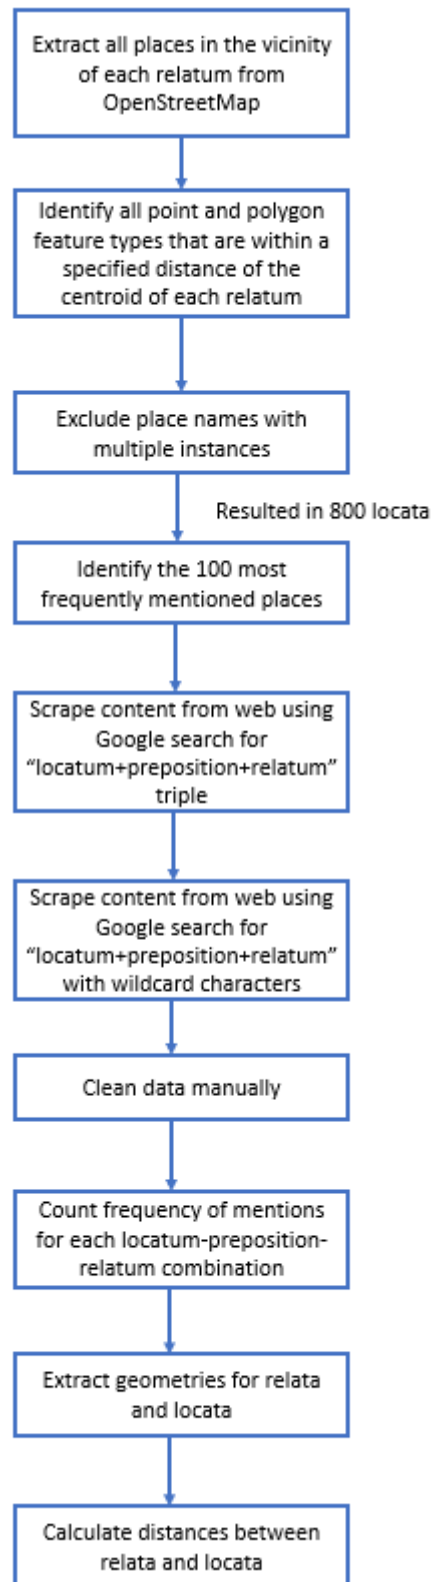 Extract all places in the vicinity
of each relatum from
OpenStreetMap
Identify all point and polygon
feature types that are within a
specified distance of the
centroid of each relatum
Exclude place names with
multiple instances
Resulted in 800 locata
Identify the 100 most
frequently mentioned places
Scrape content from web using
Google search for
“locatum+preposition+relatum”
triple
Scrape content from web using
Google search for
“locatum+preposition+relatum”
with wildcard characters
Clean data manually
Count frequency of mentions
for each locatum-preposition-
relatum combination
Extract geometries for relata
and locata
Calculate distances between
relata and locata